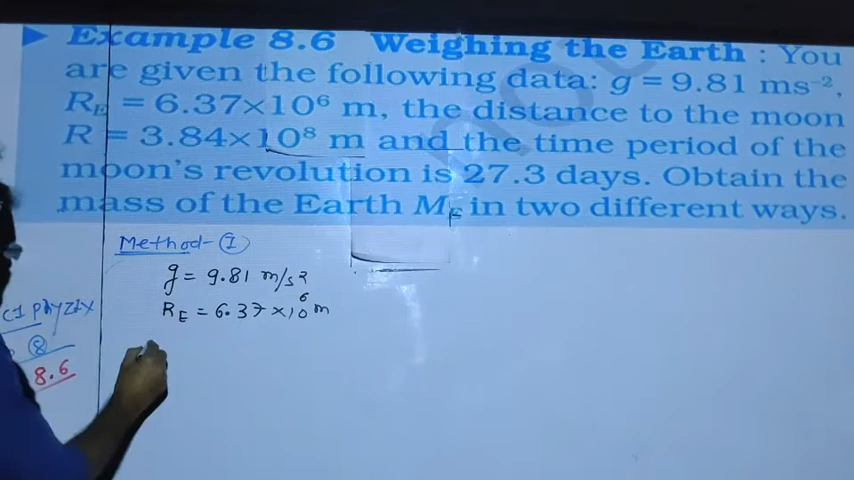 Example 8.6 Weighing the Earth : You
are given the following data: g = 9.81 ms⁻²,
R_E = 6.37×10⁶ m, the distance to the moon
R = 3.84×10⁸ m and the time period of the
moon's revolution is 27.3 days. Obtain the
mass of the Earth M_E in two different ways.
Method-(I)
g = 9.81 m/s2
R_E = 6.37 ×10⁶ m
PhyZIX
8
8.6